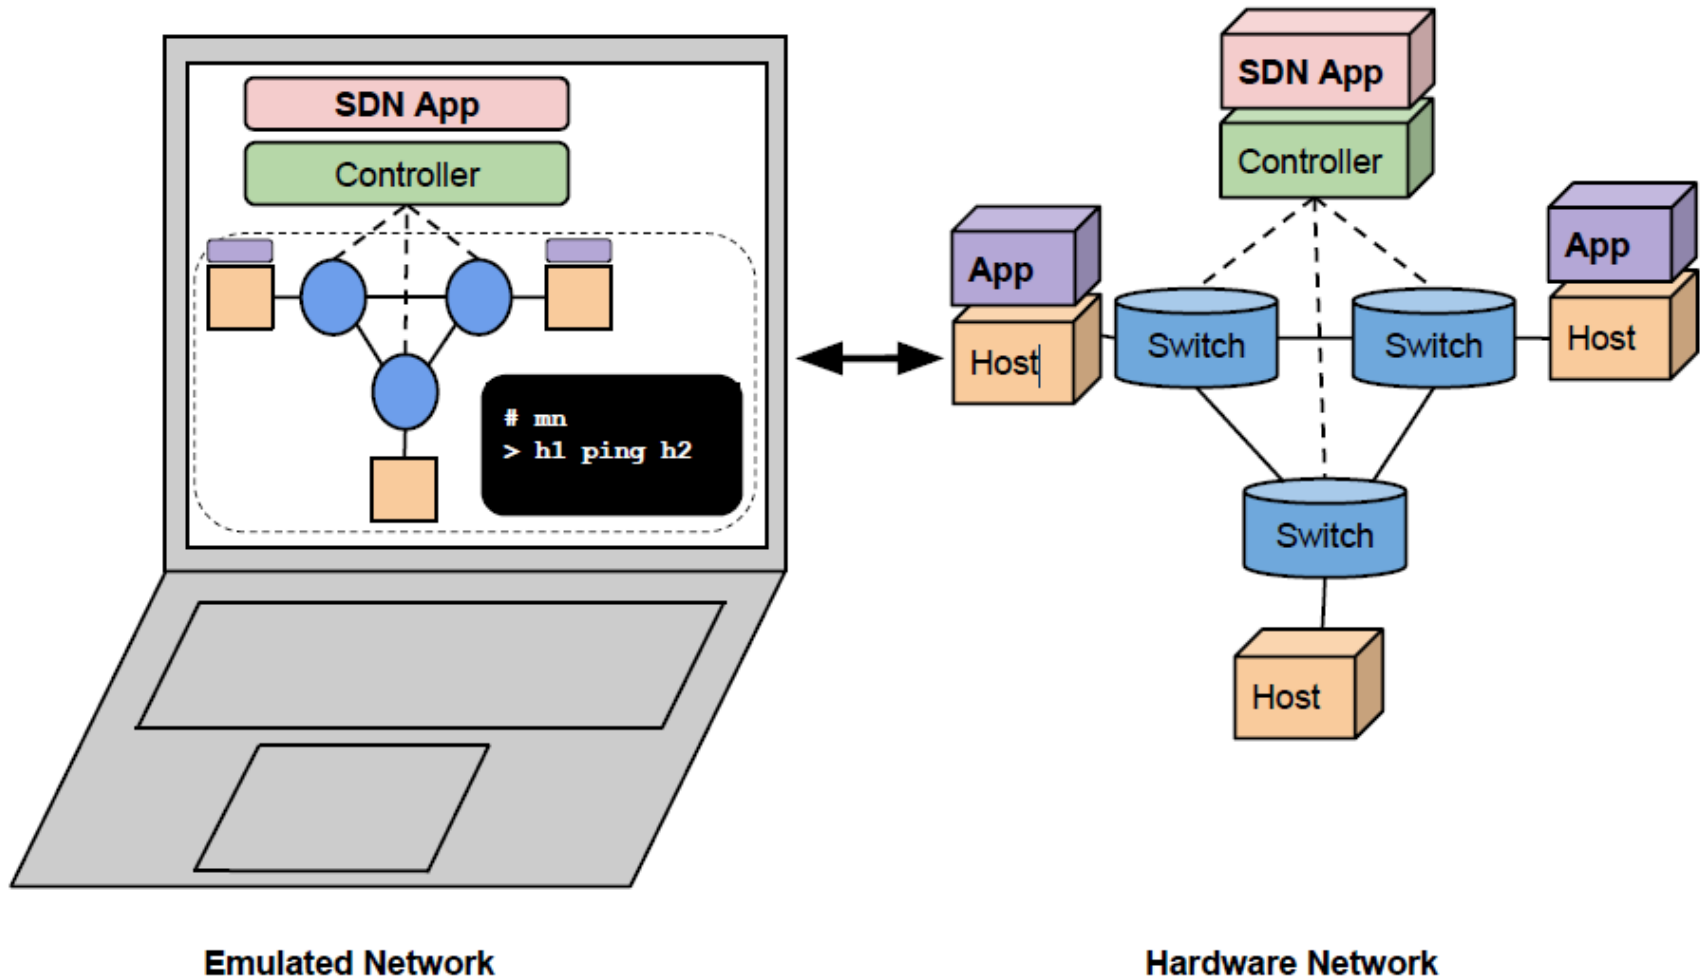 SDN App
Controller
# mn
> h1 ping h2
SDN App
Controller
App
Host
Switch
Switch
App
Host
Switch
Host
Emulated Network
Hardware Network